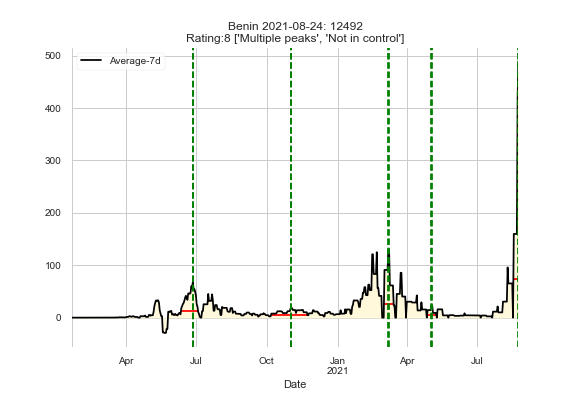 Benin 2021-08-24: 12492
Rating:8 ['Multiple peaks', 'Not in control']
500
Average-7d
400
300
200
100
0
Apr Jul Oct Jan Apr Jul
2021
Date